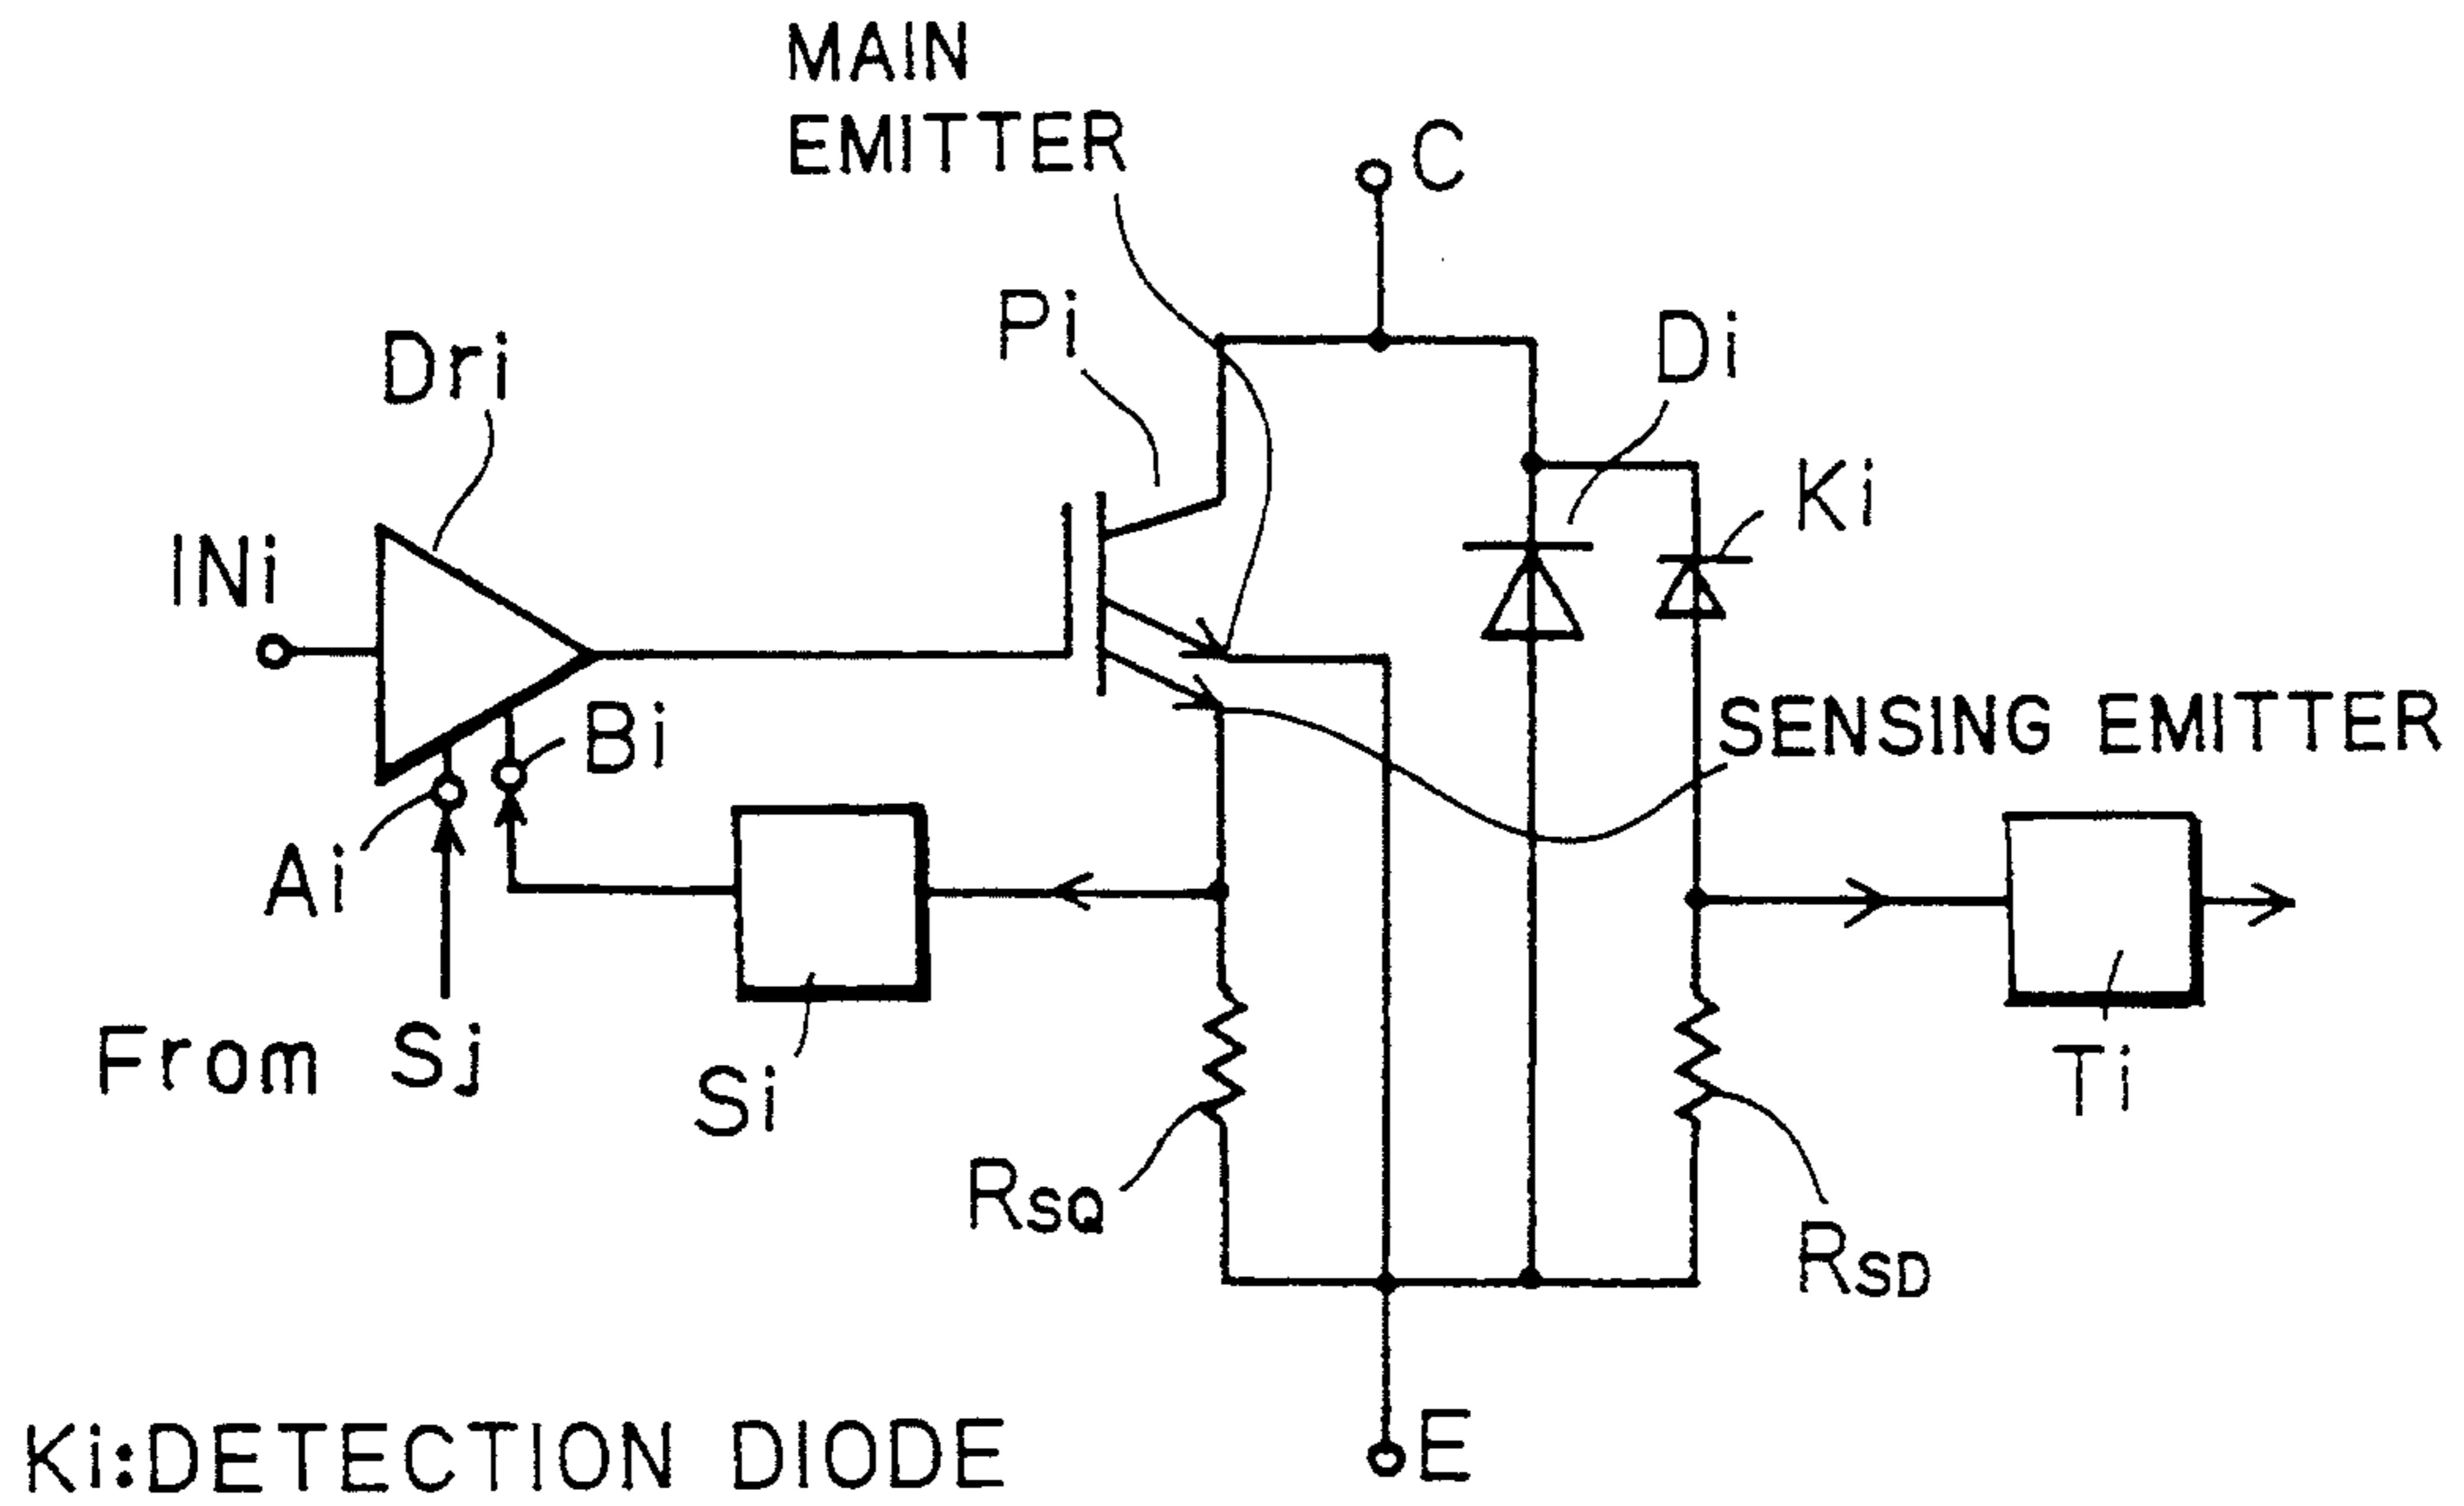 MAIN
EMITTER
C
Pi
Di
Dri
Ki
INi
Bi
SENSING EMITTER
Ai
From Sj
Si
Ti
RSQ
RSD
E
Ki:DETECTION DIODE